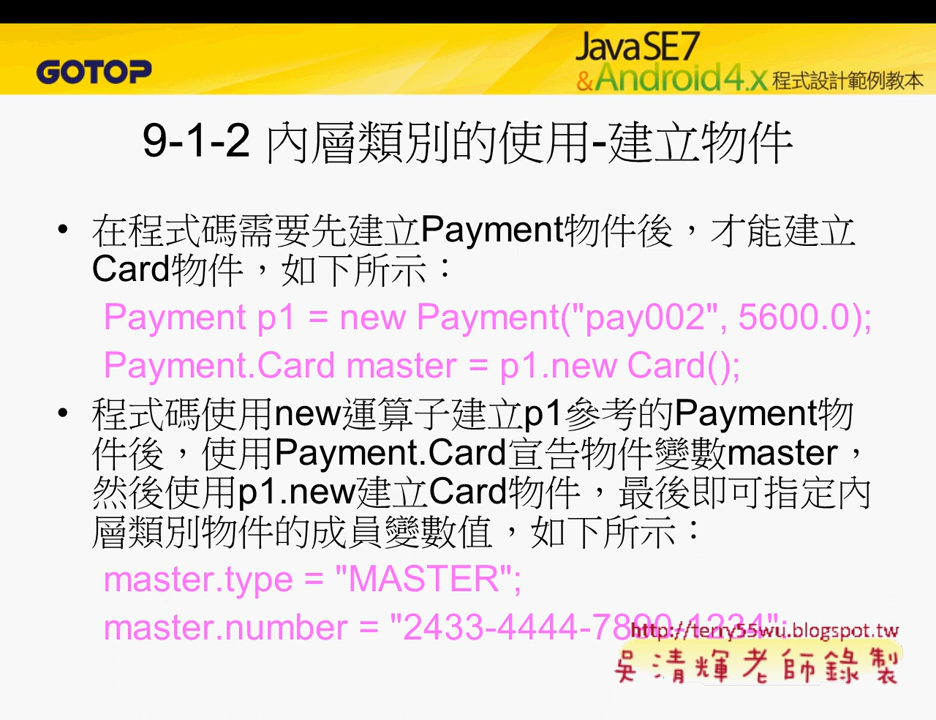 GOTOP
Java SE 7
&Android 4.x 程式設計範例教本
9-1-2 內層類別的使用-建立物件
• 在程式碼需要先建立Payment物件後，才能建立
Card物件，如下所示：
Payment p1 = new Payment("pay002", 5600.0);
Payment.Card master = p1.new Card();
• 程式碼使用new運算子建立p1參考的Payment物
件後，使用Payment.Card宣告物件變數master，
然後使用p1.new建立Card物件，最後即可指定內
層類別物件的成員變數值，如下所示：
master.type = "MASTER";
master.number = "2433-4444-7890-1234";
http://terry55wu.blogspot.tw
吳清輝老師錄製